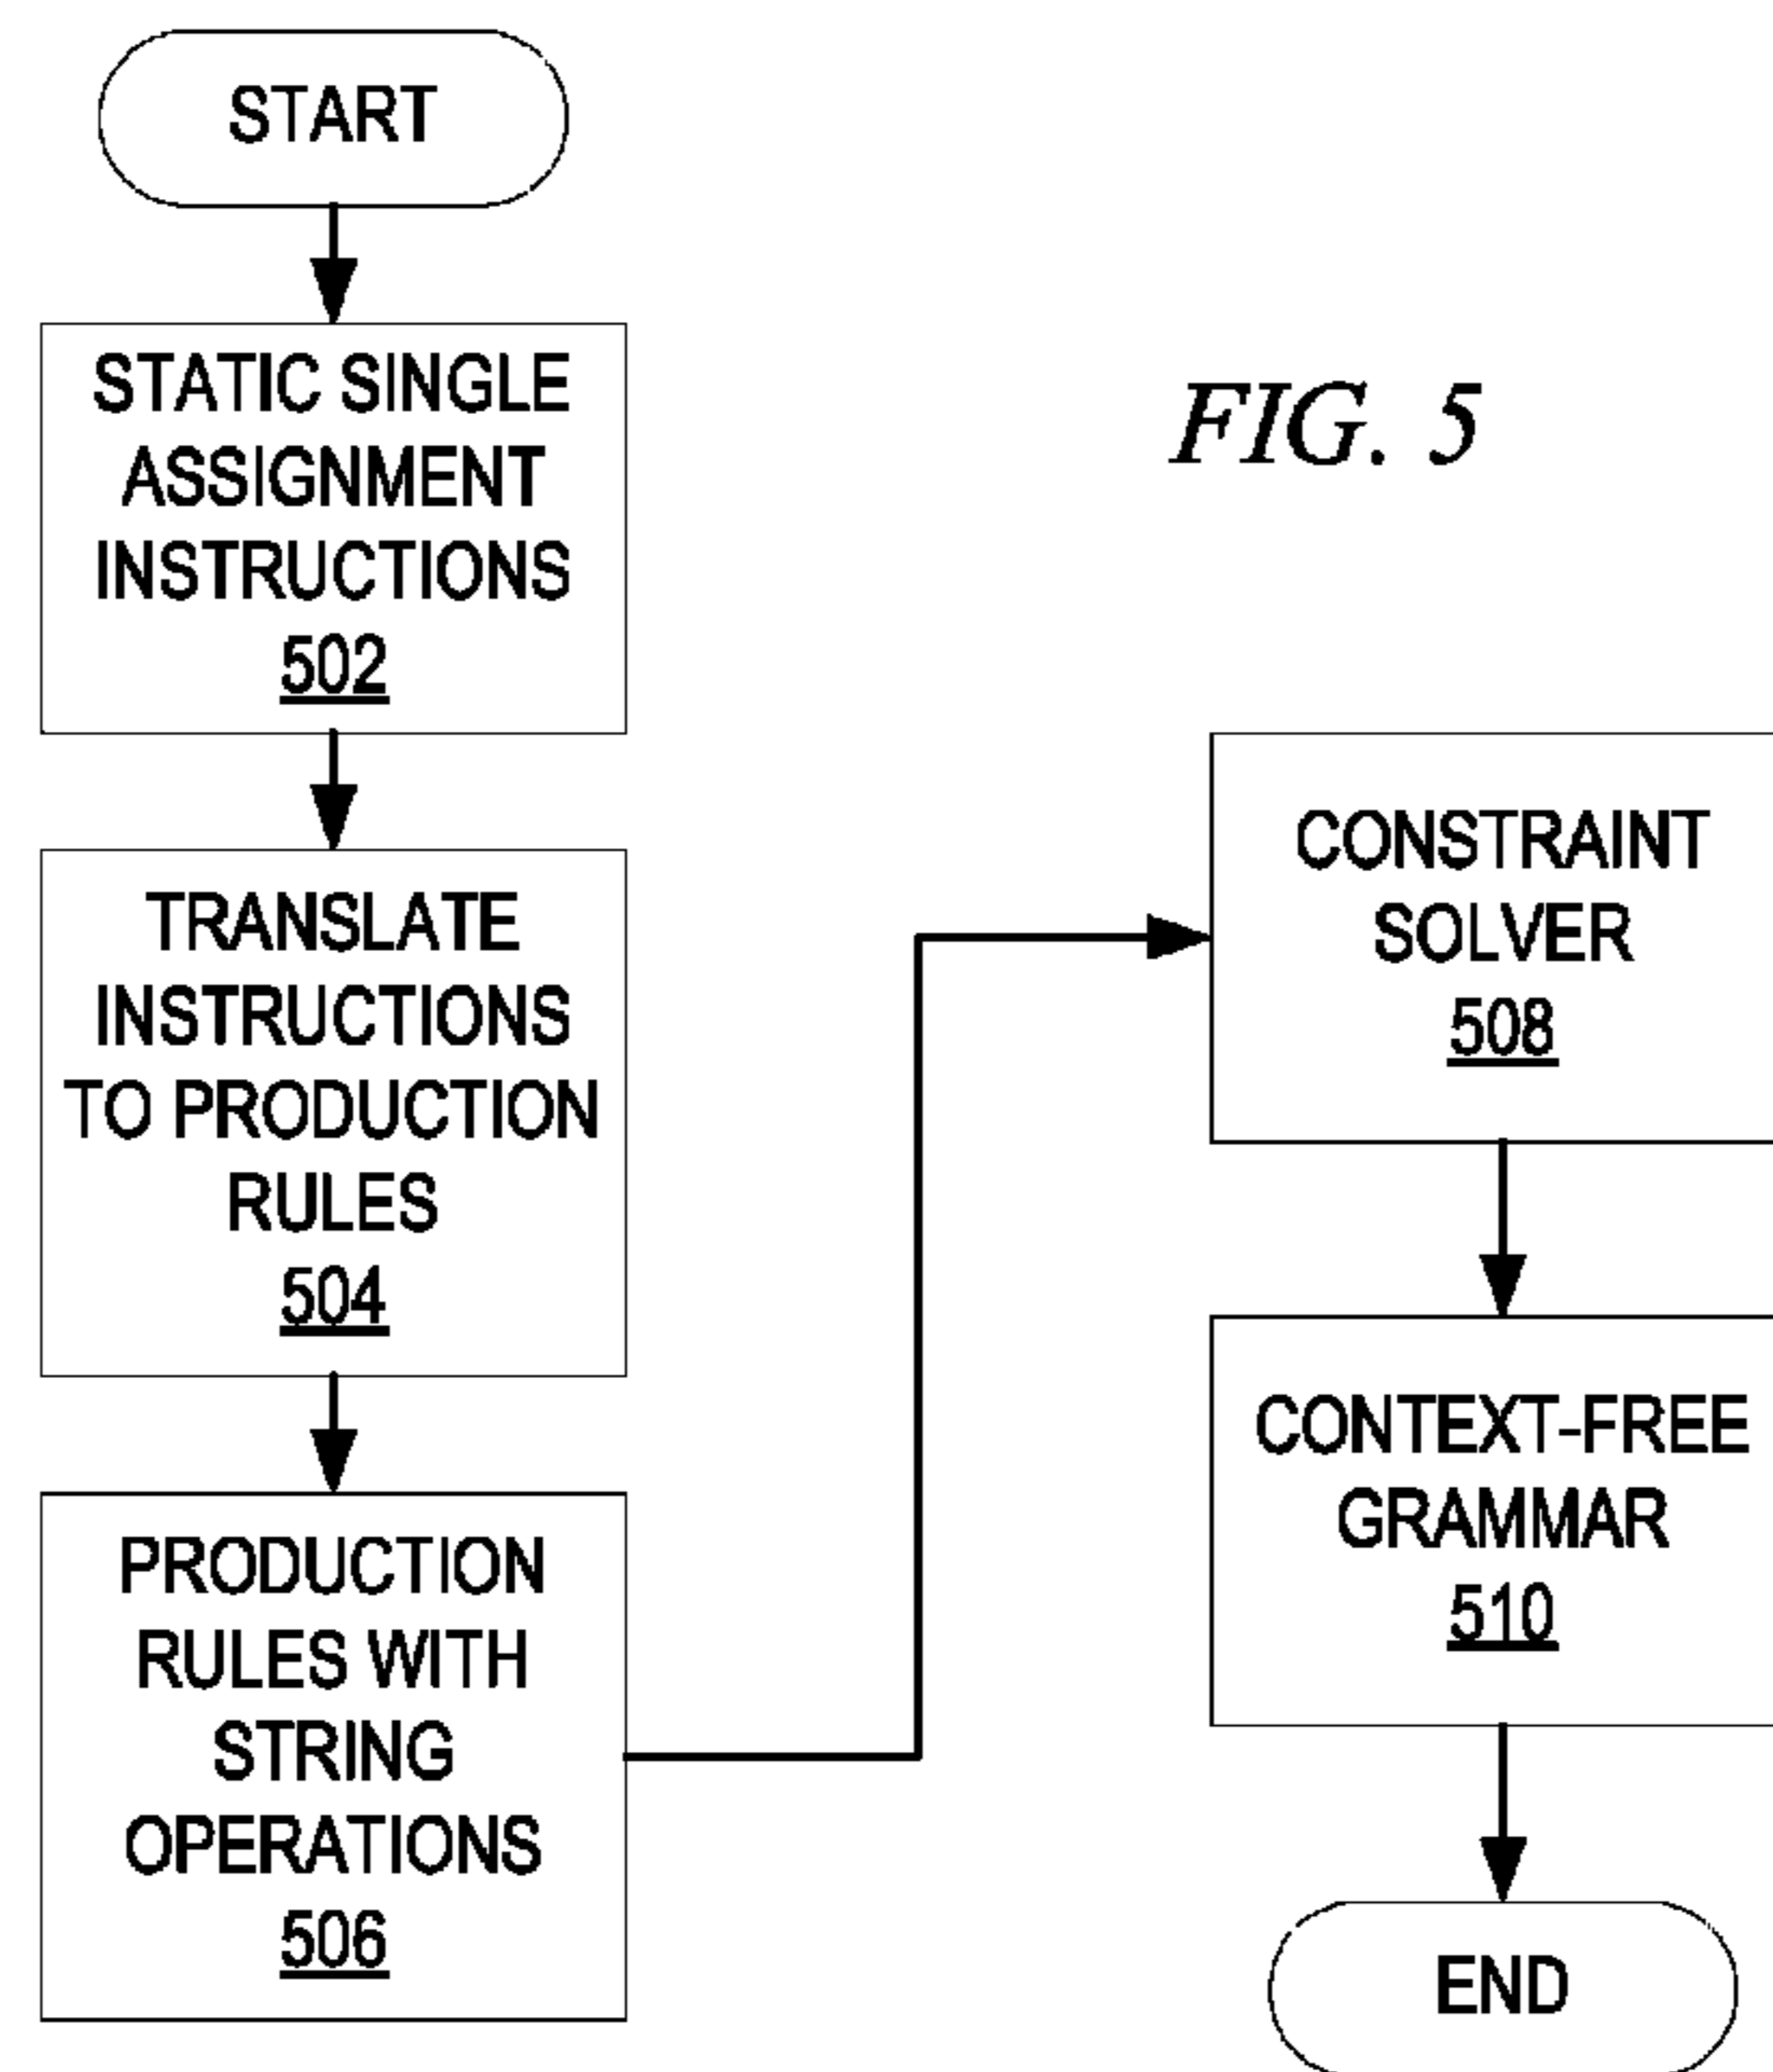 START
STATIC SINGLE
ASSIGNMENT
INSTRUCTIONS
502
TRANSLATE
INSTRUCTIONS
TO PRODUCTION
RULES
504
PRODUCTION
RULES WITH
STRING
OPERATIONS
506
FIG. 5
CONSTRAINT
SOLVER
508
CONTEXT-FREE
GRAMMAR
510
END